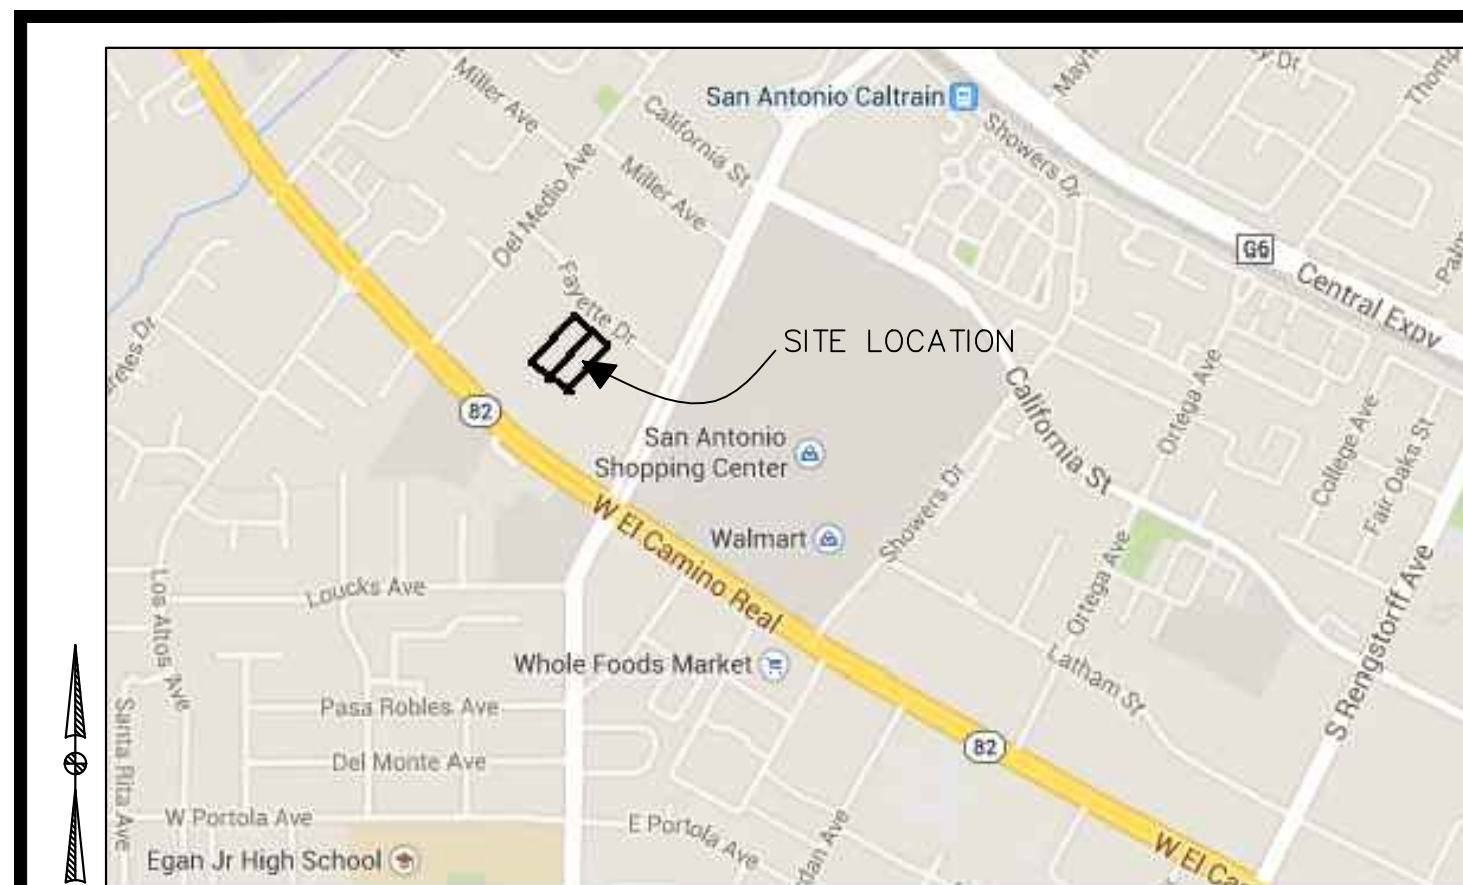 Miller Ave
San Antonio Caltrain
California St
Showers Dr
Miller Ave
Del Medio Ave
G6
Central Expy
Fayette Dr
SITE LOCATION
82
California St
Ortega Ave
College Ave
Fair Oaks St
San Antonio
Shopping Center
Showers Dr
W El Camino Real
Walmart
Ortega Ave
S Rengstorff Ave
Los Altos Ave
Loucks Ave
Whole Foods Market
Latham St
Santa Rita Ave
Pasa Robles Ave
82
Del Monte Ave
W Portola Ave
E Portola Ave
W El Ca
Egan Jr High School